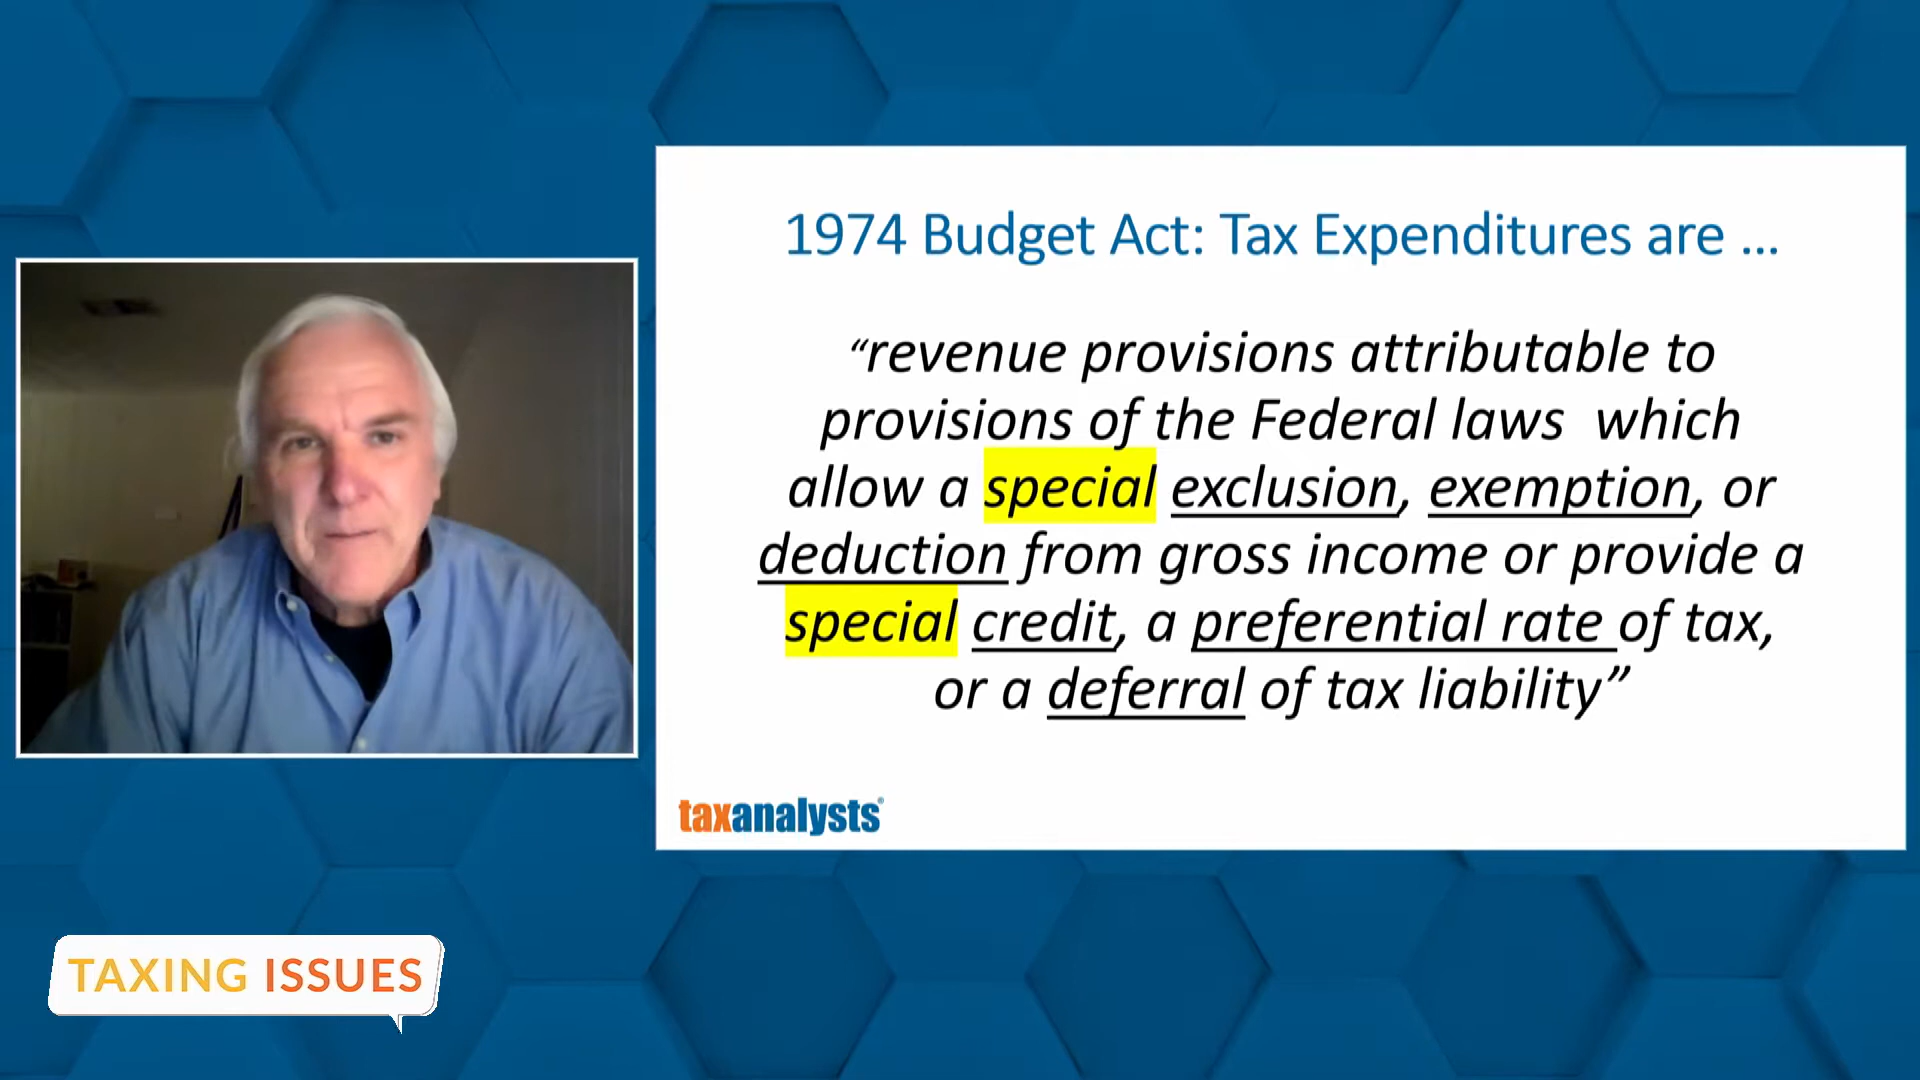 1974 Budget Act: Tax Expenditures are ...
“revenue provisions attributable to
provisions of the Federal laws which
allow a special exclusion, exemption, or
deduction from gross income or provide a
special credit, a preferential rate of tax,
or a deferral of tax liability”
taxanalysts®
TAXING ISSUES